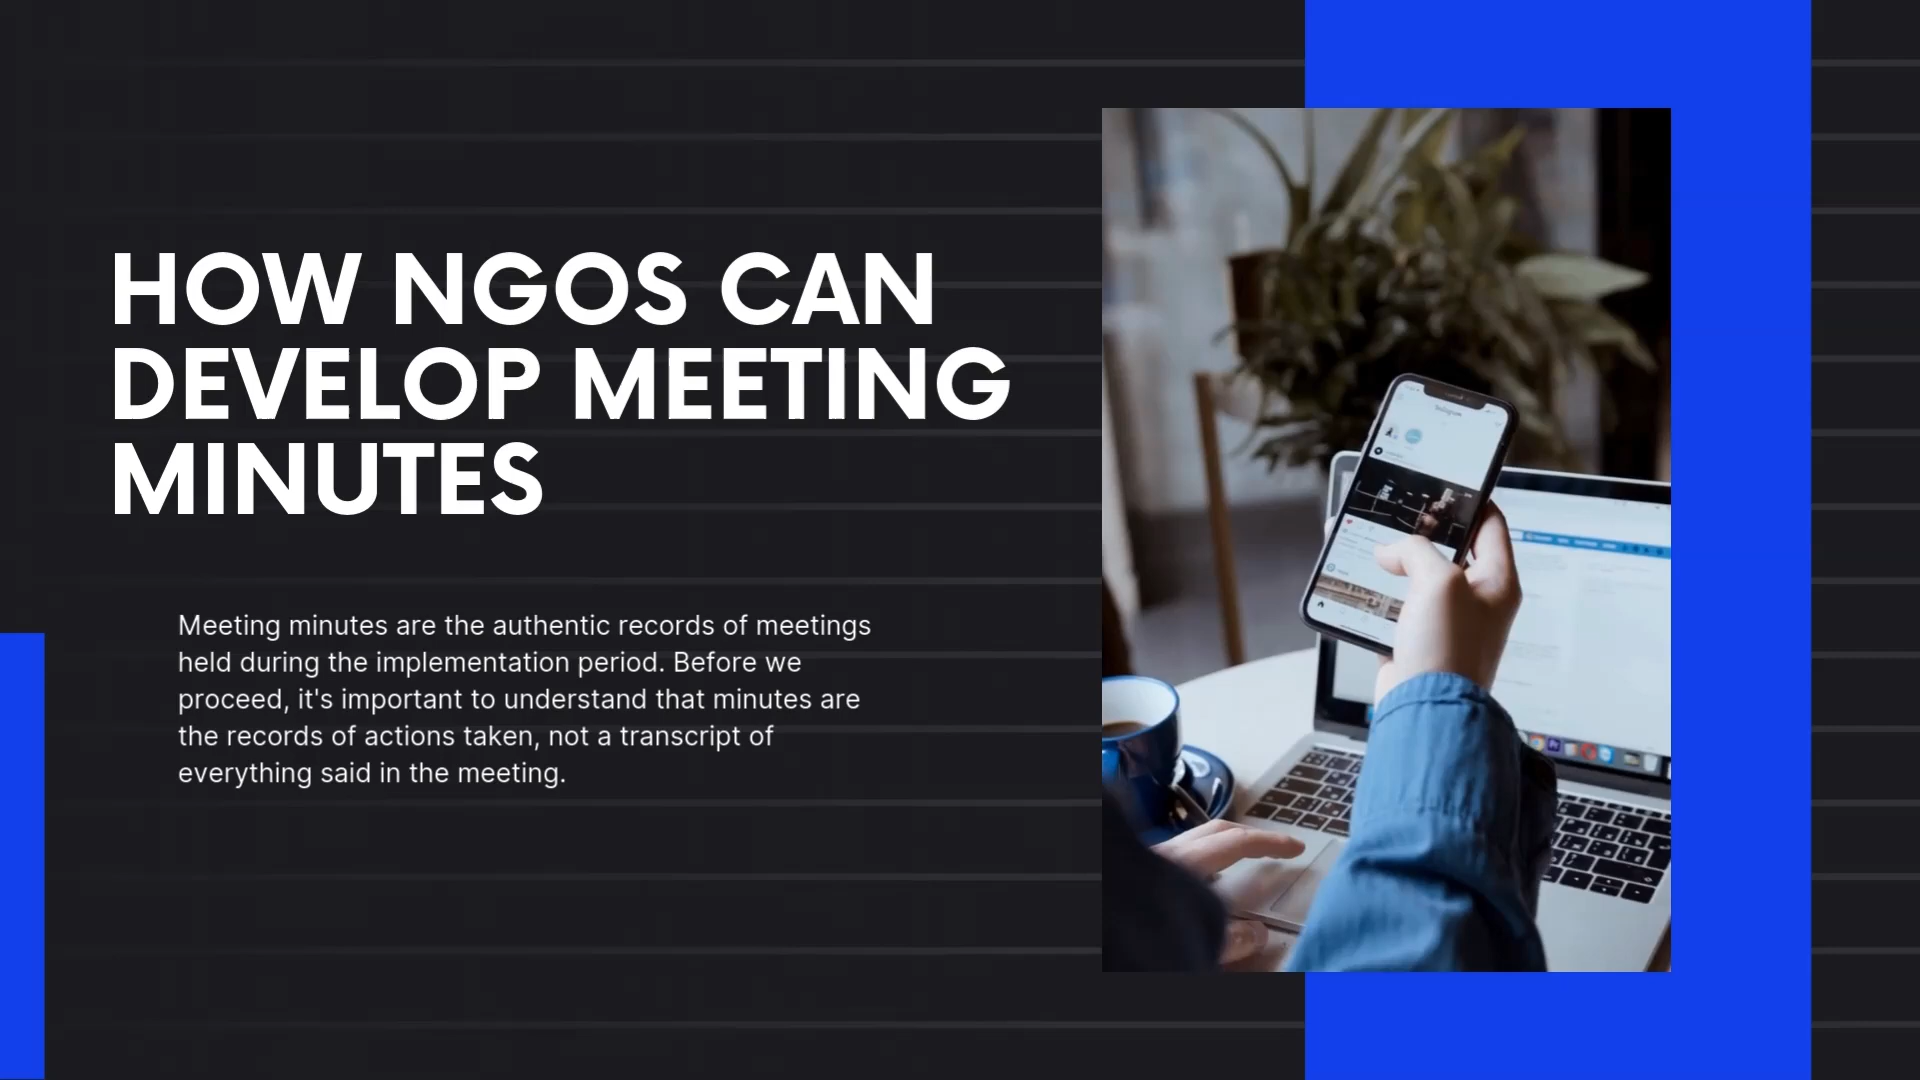 HOW NGOS CAN
DEVELOP MEETING
MINUTES
Meeting minutes are the authentic records of meetings
held during the implementation period. Before we
proceed, it's important to understand that minutes are
the records of actions taken, not a transcript of
everything said in the meeting.
Instagram